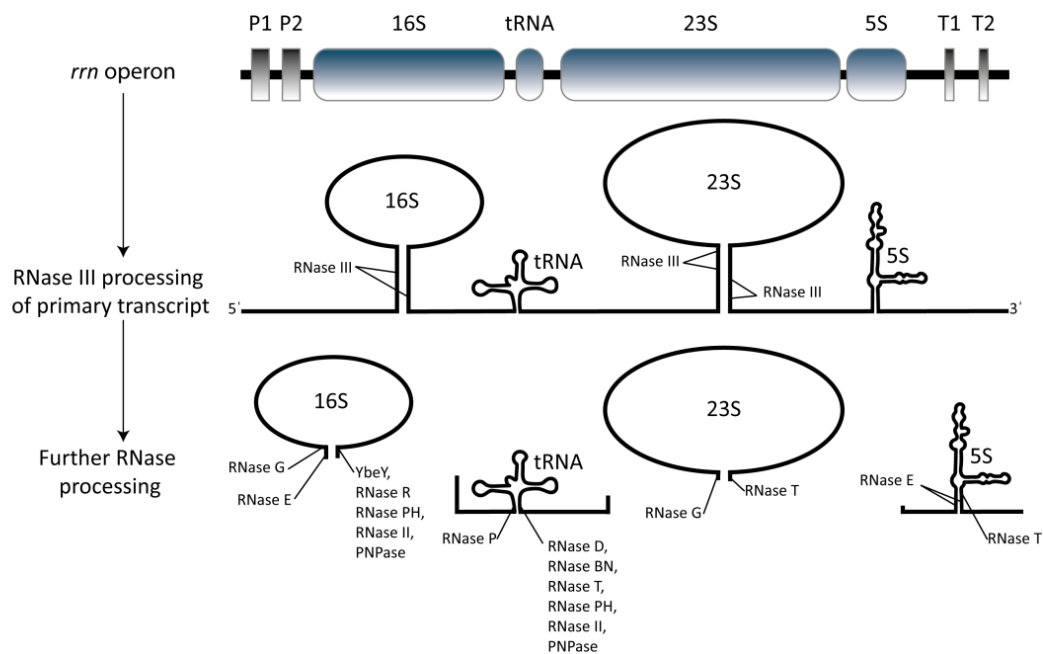 P1 P2 16S tRNA 23S 5S T1 T2
rrn operon
16S
23S
RNase III
tRNA
RNase III
RNase III
5S
RNase III processing
of primary transcript
5'
3'
16S
23S
RNase G
RNase E
YbeY,
RNase R
RNase PH,
RNase II,
PNPase
Further RNase
processing
tRNA
RNase P
RNase D,
RNase BN,
RNase T,
RNase PH,
RNase II,
PNPase
RNase G
RNase T
5S
RNase E
RNase T